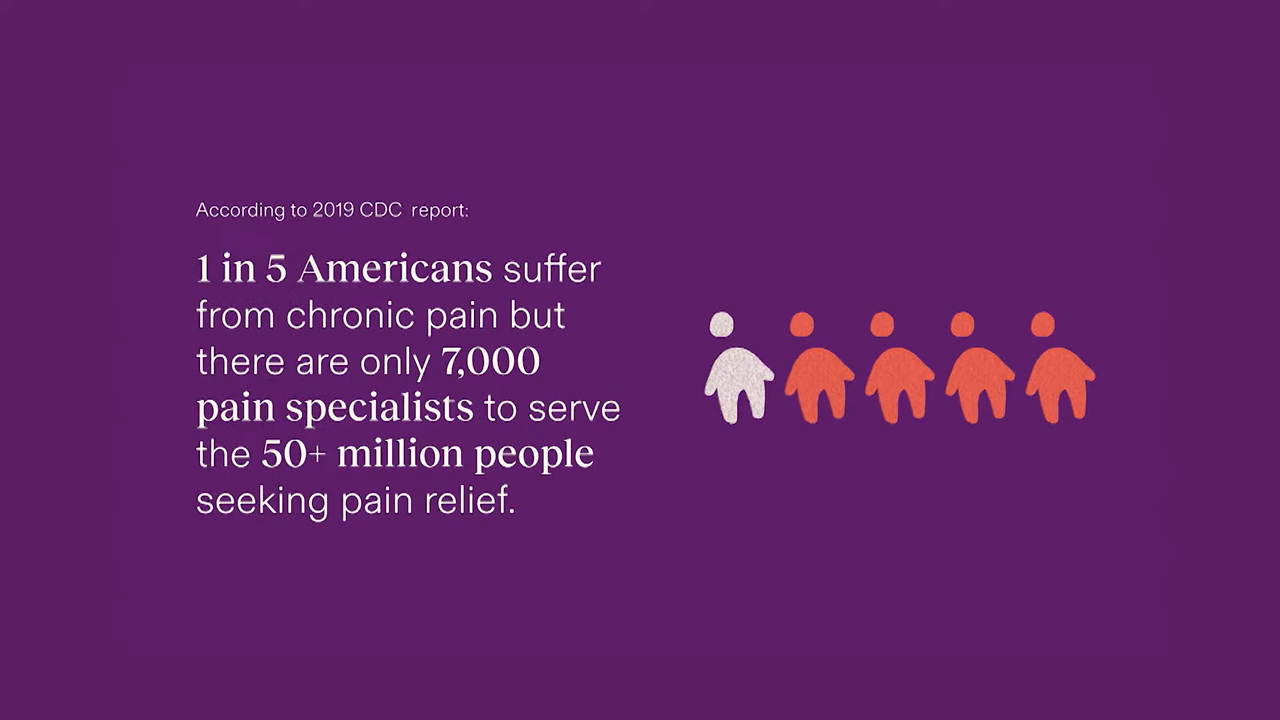 According to 2019 CDC report:
1 in 5 Americans suffer
from chronic pain but
there are only 7,000
pain specialists to serve
the 50+ million people
seeking pain relief.